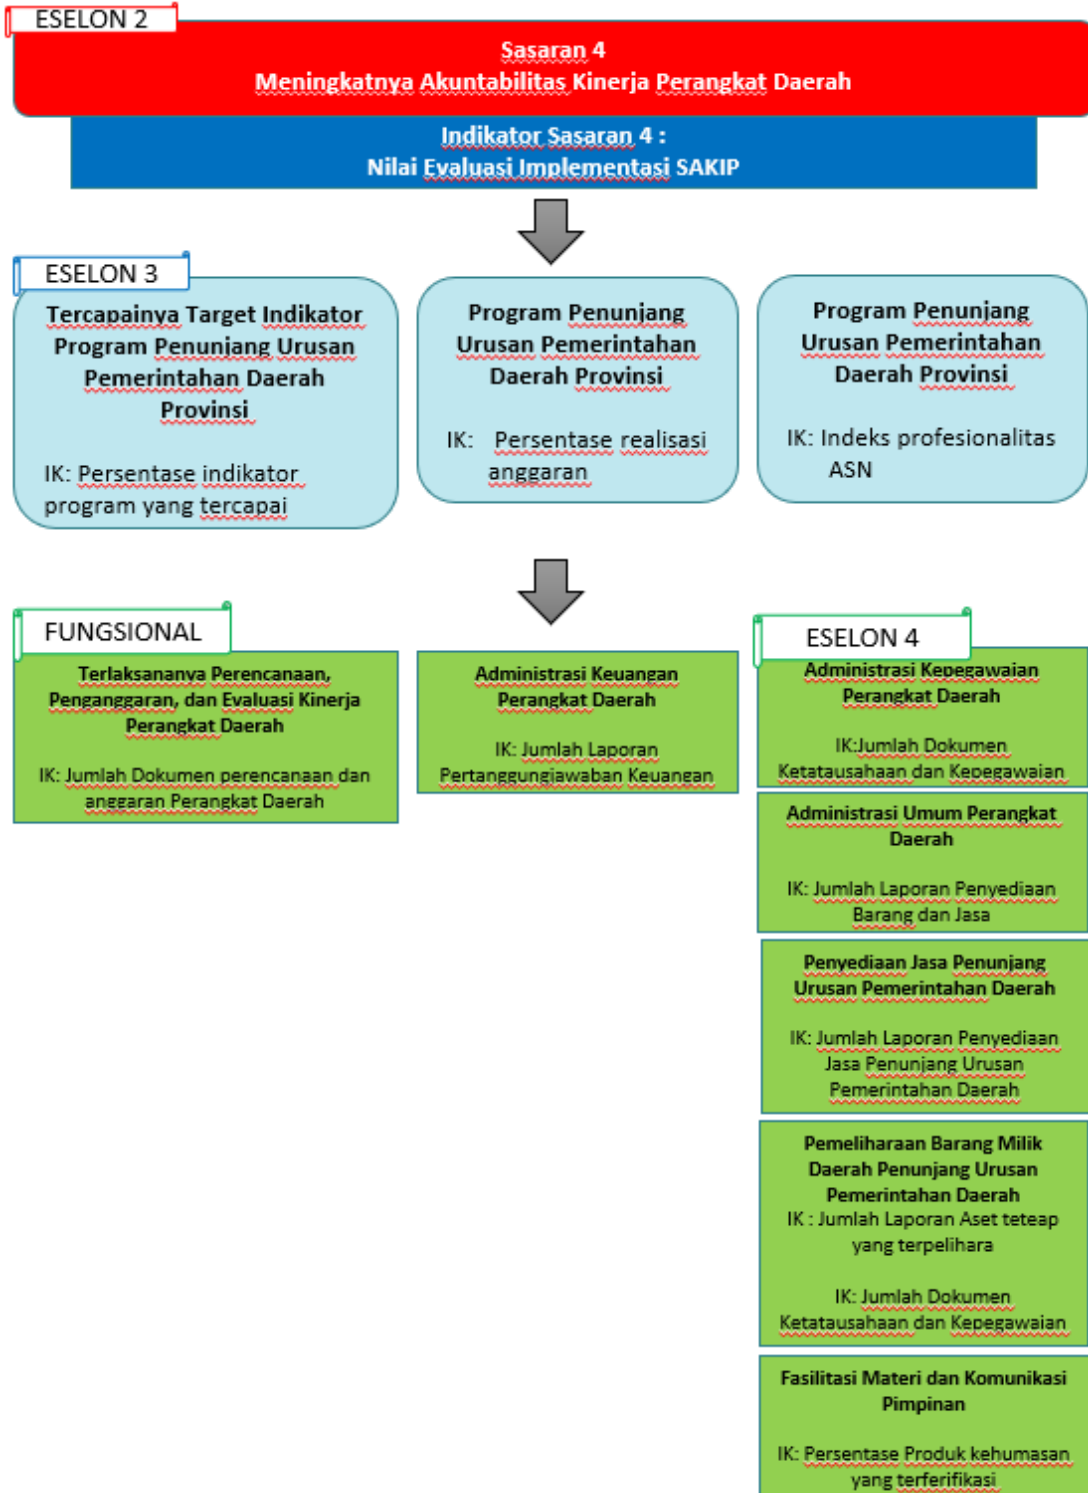 ESELON 2
Sasaran 4
Meningkatnya Akuntabilitas Kinerja Perangkat Daerah
Indikator Sasaran 4 :
Nilai Evaluasi Implementasi SAKIP
ESELON 3
Tercapainya Target Indikator
Program Penunjang Urusan
Pemerintahan Daerah
Provinsi
IK: Persentase indikator
program yang tercapai
Program Penunjang
Urusan Pemerintahan
Daerah Provinsi
IK: Persentase realisasi
anggaran
Program Penunjang
Urusan Pemerintahan
Daerah Provinsi
IK: Indeks profesionalitas
ASN
FUNGSIONAL
Terlaksananya Perencanaan,
Penganggaran, dan Evaluasi Kinerja
Perangkat Daerah
IK: Jumlah Dokumen perencanaan dan
anggaran Perangkat Daerah
Administrasi Keuangan
Perangkat Daerah
IK: Jumlah Laporan
Pertanggungjawaban Keuangan
ESELON 4
Administrasi Kepegawaian
Perangkat Daerah
IK:Jumlah Dokumen
Ketatausahaan dan Kepegawaian
Administrasi Umum Perangkat
Daerah
IK: Jumlah Laporan Penyediaan
Barang dan Jasa
Penyediaan Jasa Penunjang
Urusan Pemerintahan Daerah
IK: Jumlah Laporan Penyediaan
Jasa Penunjang Urusan
Pemerintahan Daerah
Pemeliharaan Barang Milik
Daerah Penunjang Urusan
Pemerintahan Daerah
IK : Jumlah Laporan Aset teteap
yang terpelihara
IK: Jumlah Dokumen
Ketatausahaan dan Kepegawaian
Fasilitasi Materi dan Komunikasi
Pimpinan
IK: Persentase Produk kehumasan
yang terferifikasi